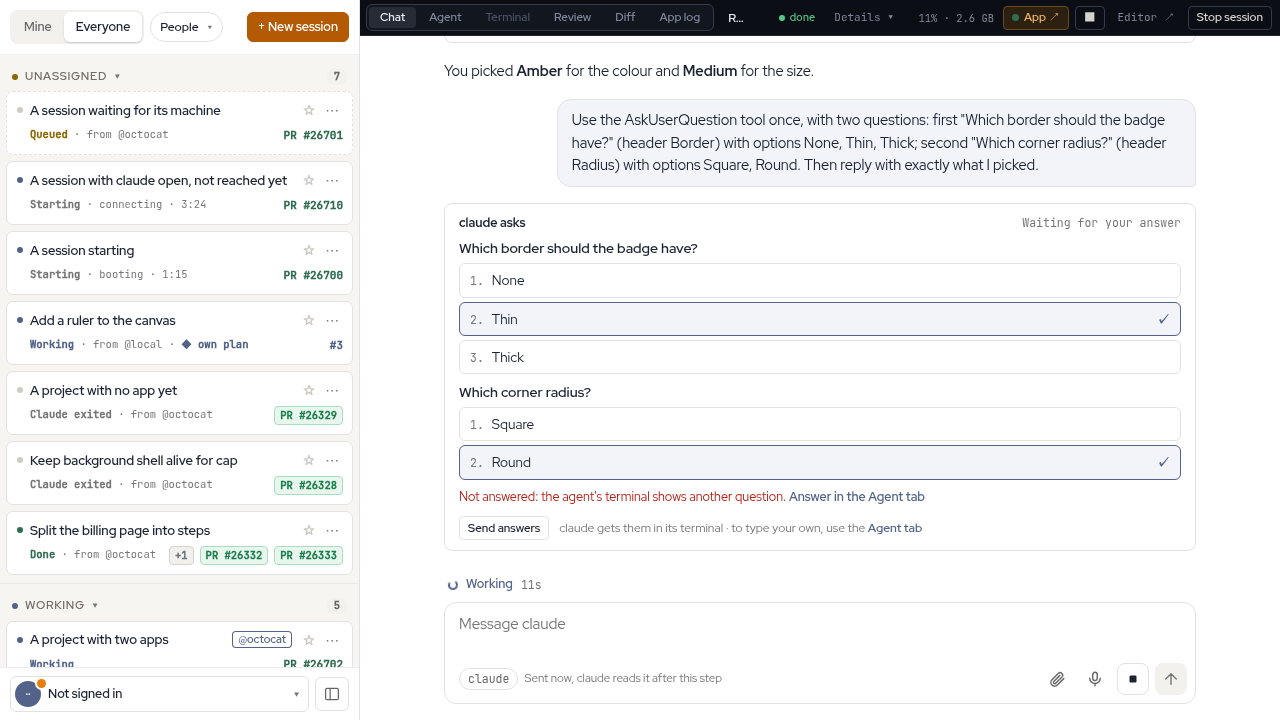 Mine
Everyone
People
+ New session
UNASSIGNED
7
A session waiting for its machine
Queued · from @octocat
PR #26701
A session with claude open, not reached yet
Starting · connecting · 3:24
PR #26710
A session starting
Starting · booting · 1:15
PR #26700
Add a ruler to the canvas
Working · from @local · ◆ own plan
#3
A project with no app yet
Claude exited · from @octocat
PR #26329
Keep background shell alive for cap
Claude exited · from @octocat
PR #26328
Split the billing page into steps
Done · from @octocat
+1
PR #26332
PR #26333
WORKING
5
A project with two apps
@octocat
Working
PR #26702
Not signed in
Chat
Agent
Terminal
Review
Diff
App log
R...
done
Details
11% · 2.6 GB
App ↗
Editor ↗
Stop session
You picked Amber for the colour and Medium for the size.
Use the AskUserQuestion tool once, with two questions: first "Which border should the badge
have?" (header Border) with options None, Thin, Thick; second "Which corner radius?" (header
Radius) with options Square, Round. Then reply with exactly what I picked.
claude asks
Waiting for your answer
Which border should the badge have?
1. None
2. Thin ✓
3. Thick
Which corner radius?
1. Square
2. Round ✓
Not answered: the agent's terminal shows another question. Answer in the Agent tab
Send answers
claude gets them in its terminal · to type your own, use the Agent tab
Working 11s
Message claude
claude
Sent now, claude reads it after this step